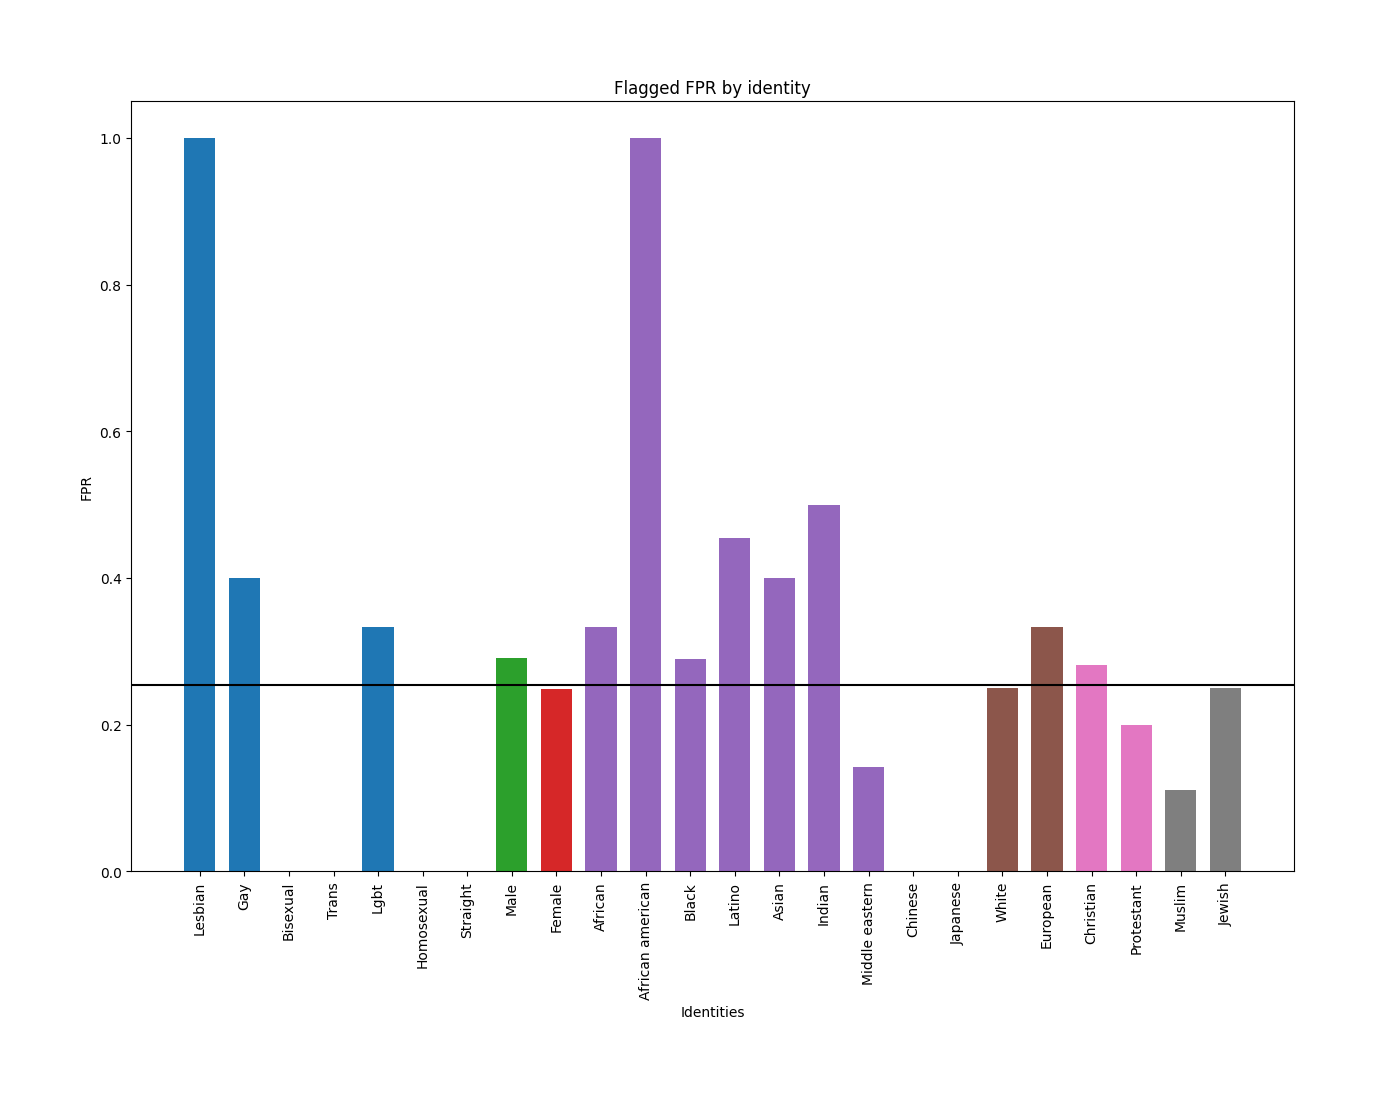 Flagged FPR by identity
1.0
0.8
0.6
0.4
0.2
0.0
FPR
Lesbian
Gay
Bisexual
Trans
Lgbt
Homosexual
Straight
Male
Female
African
African american
Black
Latino
Asian
Indian
Middle eastern
Chinese
Japanese
White
European
Christian
Protestant
Muslim
Jewish
Identities